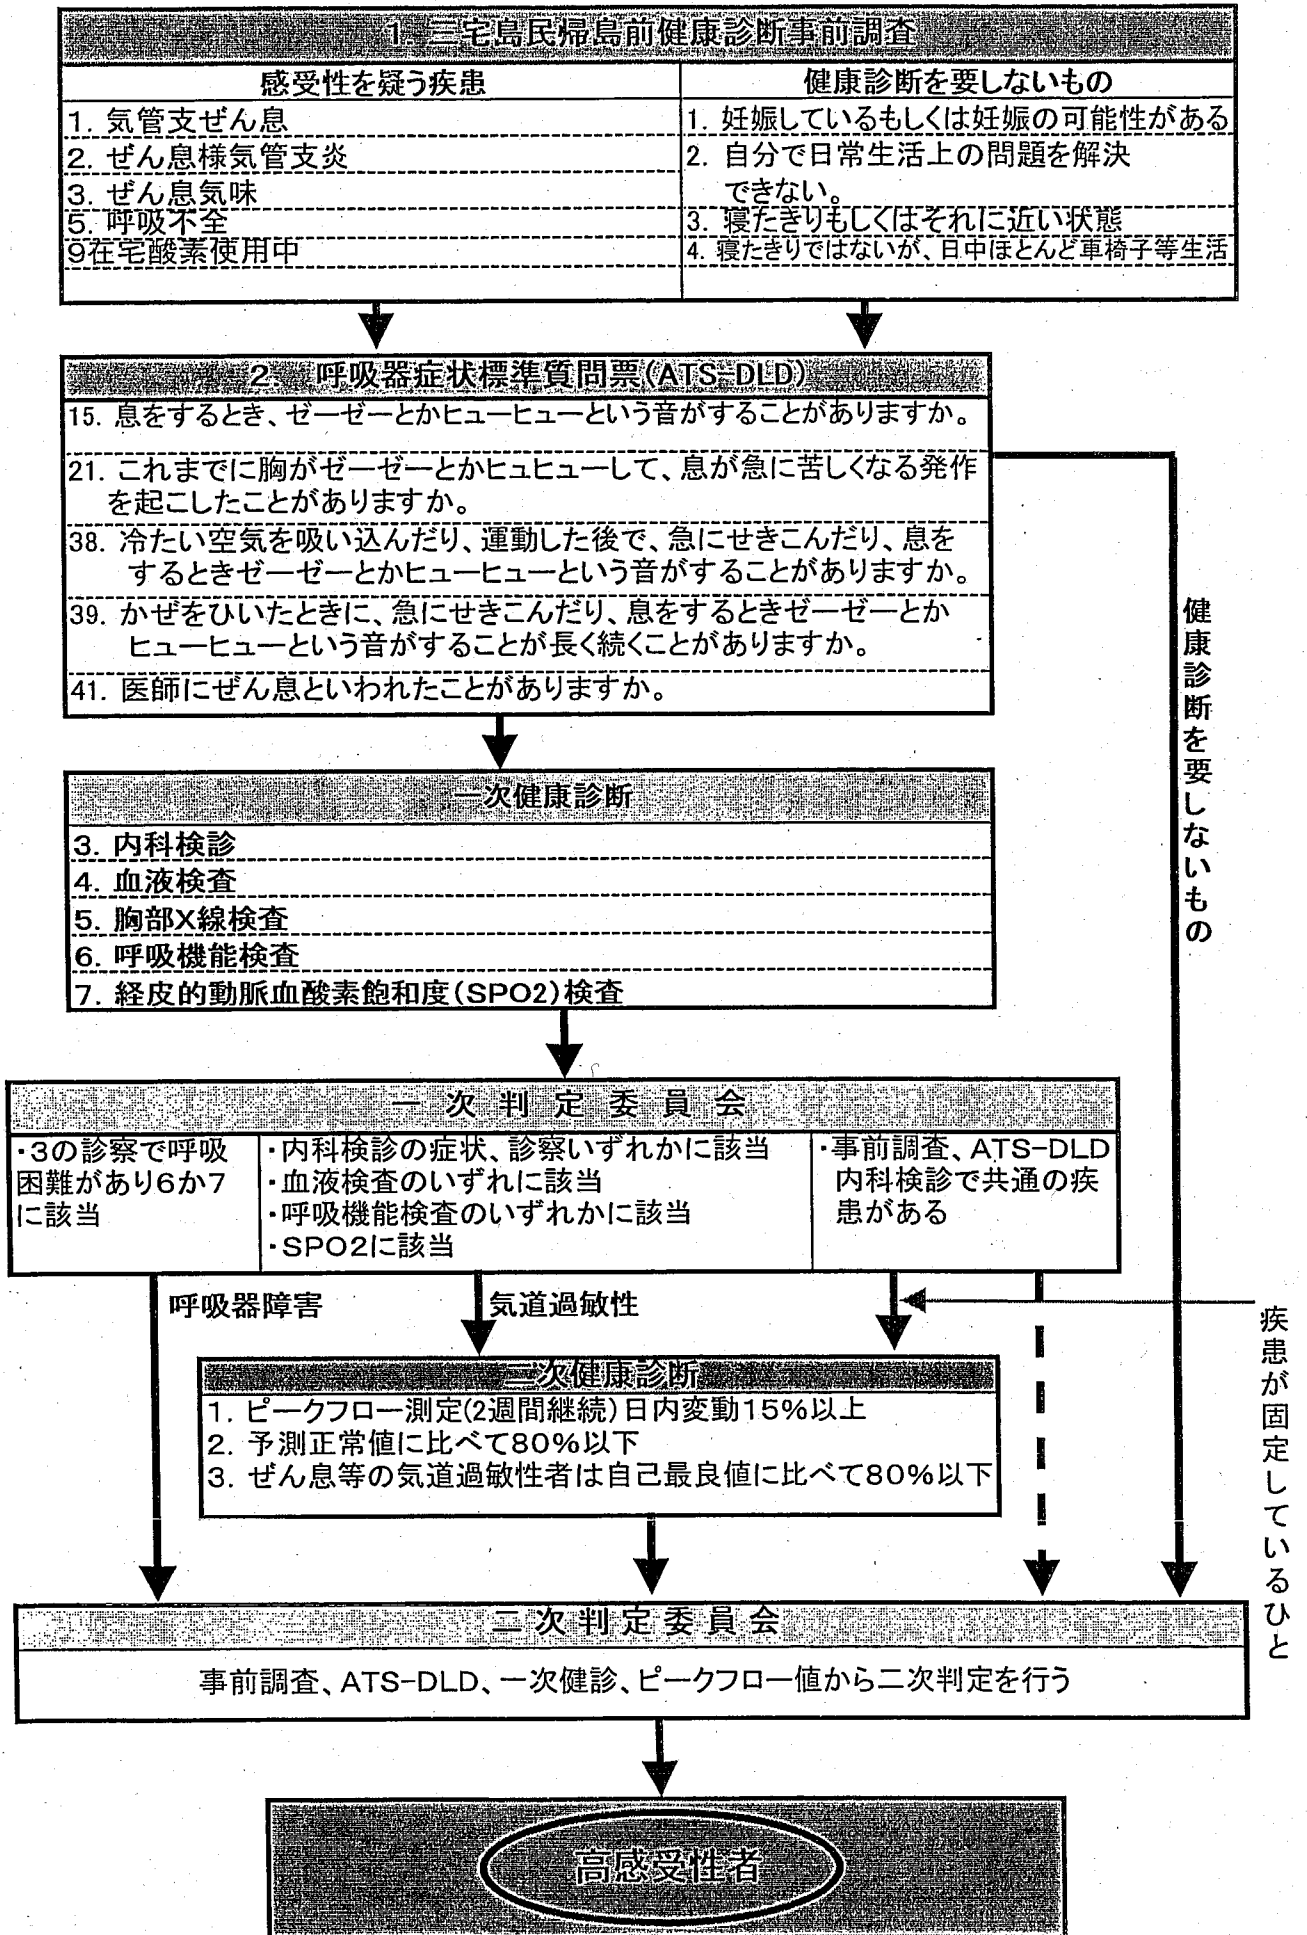 1 三宅島民帰島前健康診断事前調査
感受性を疑う疾患
健康診断を要しないもの
1. 気管支ぜん息
2. ぜん息様気管支炎
3. ぜん息気味
5. 呼吸不全
9在宅酸素使用中
1. 妊娠しているもしくは妊娠の可能性がある
2. 自分で日常生活上の問題を解決
できない。
3. 寝たきりもしくはそれに近い状態
4. 寝たきりではないが、日中ほとんど車椅子等生活
2. 呼吸器症状標準質問票(ATS-DLD)
15. 息をするとき、ゼーゼーとかヒューヒューという音がすることがありますか。
21. これまでに胸がゼーゼーとかヒュヒューして、息が急に苦しくなる発作
を起こしたことがありますか。
38. 冷たい空気を吸い込んだり、運動した後で、急にせきこんだり、息を
するときゼーゼーとかヒューヒューという音がすることがありますか。
39. かぜをひいたときに、急にせきこんだり、息をするときゼーゼーとか
ヒューヒューという音がすることが長く続くことがありますか。
41. 医師にぜん息といわれたことがありますか。
健康診断を要しないもの
一次健康診断
3. 内科検診
4. 血液検査
5. 胸部X線検査
6. 呼吸機能検査
7. 経皮的動脈血酸素飽和度(SPO2)検査
一次判定委員会
・3の診察で呼吸
困難があり6か7
に該当
・内科検診の症状、診察いずれかに該当
・血液検査のいずれに該当
・呼吸機能検査のいずれかに該当
・SPO2に該当
・事前調査、ATS-DLD
内科検診で共通の疾
患がある
呼吸器障害
気道過敏性
疾患が固定しているひと
二次健康診断
1. ピークフロー測定(2週間継続)日内変動15%以上
2. 予測正常値に比べて80%以下
3. ぜん息等の気道過敏性者は自己最良値に比べて80%以下
二次判定委員会
事前調査、ATS-DLD、一次健診、ピークフロー値から二次判定を行う
高感受性者